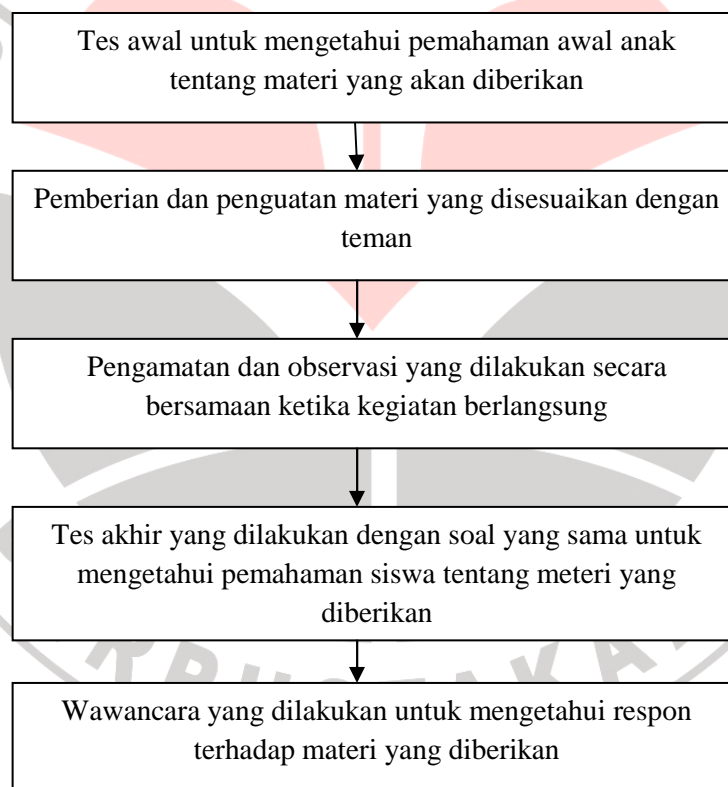 Tes awal untuk mengetahui pemahaman awal anak
tentang materi yang akan diberikan
Pemberian dan penguatan materi yang disesuaikan dengan
teman
Pengamatan dan observasi yang dilakukan secara
bersamaan ketika kegiatan berlangsung
Tes akhir yang dilakukan dengan soal yang sama untuk
mengetahui pemahaman siswa tentang meteri yang
diberikan
Wawancara yang dilakukan untuk mengetahui respon
terhadap materi yang diberikan